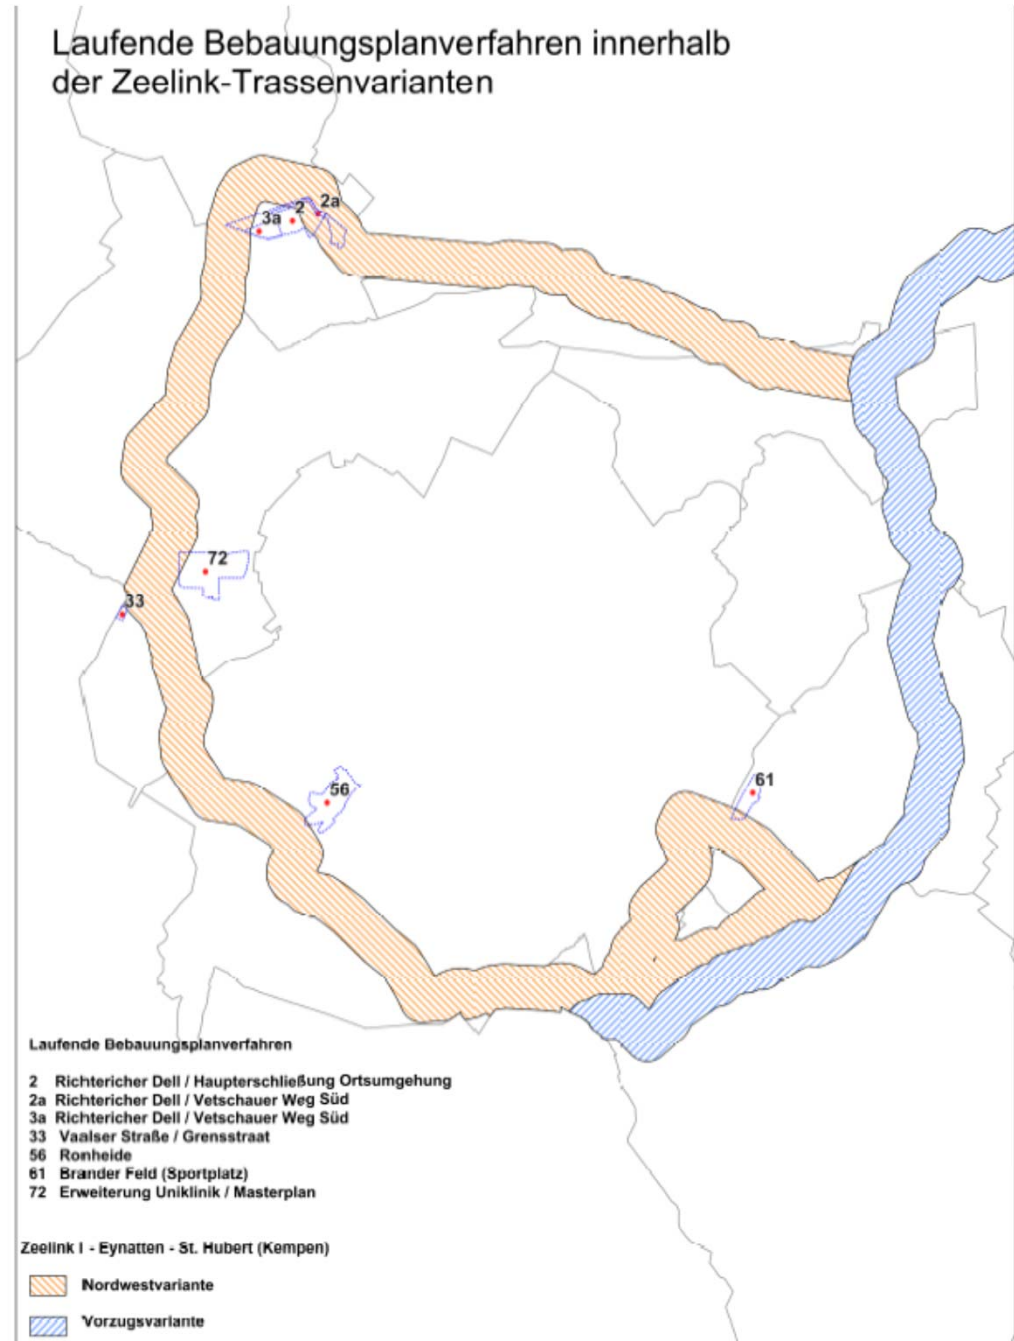 Laufende Bebauungsplanverfahren innerhalb
der Zeelink-Trassenvarianten
2a
2
3a
72
33
56
61
Laufende Bebauungsplanverfahren
2 Richtericher Dell / Haupterschließung Ortsumgehung
2a Richtericher Dell / Vetschauer Weg Süd
3a Richtericher Dell / Vetschauer Weg Süd
33 Vaalser Straße / Grensstraat
56 Ronheide
61 Brander Feld (Sportplatz)
72 Erweiterung Uniklinik / Masterplan
Zeelink I - Eynatten - St. Hubert (Kempen)
Nordwestvariante
Vorzugsvariante